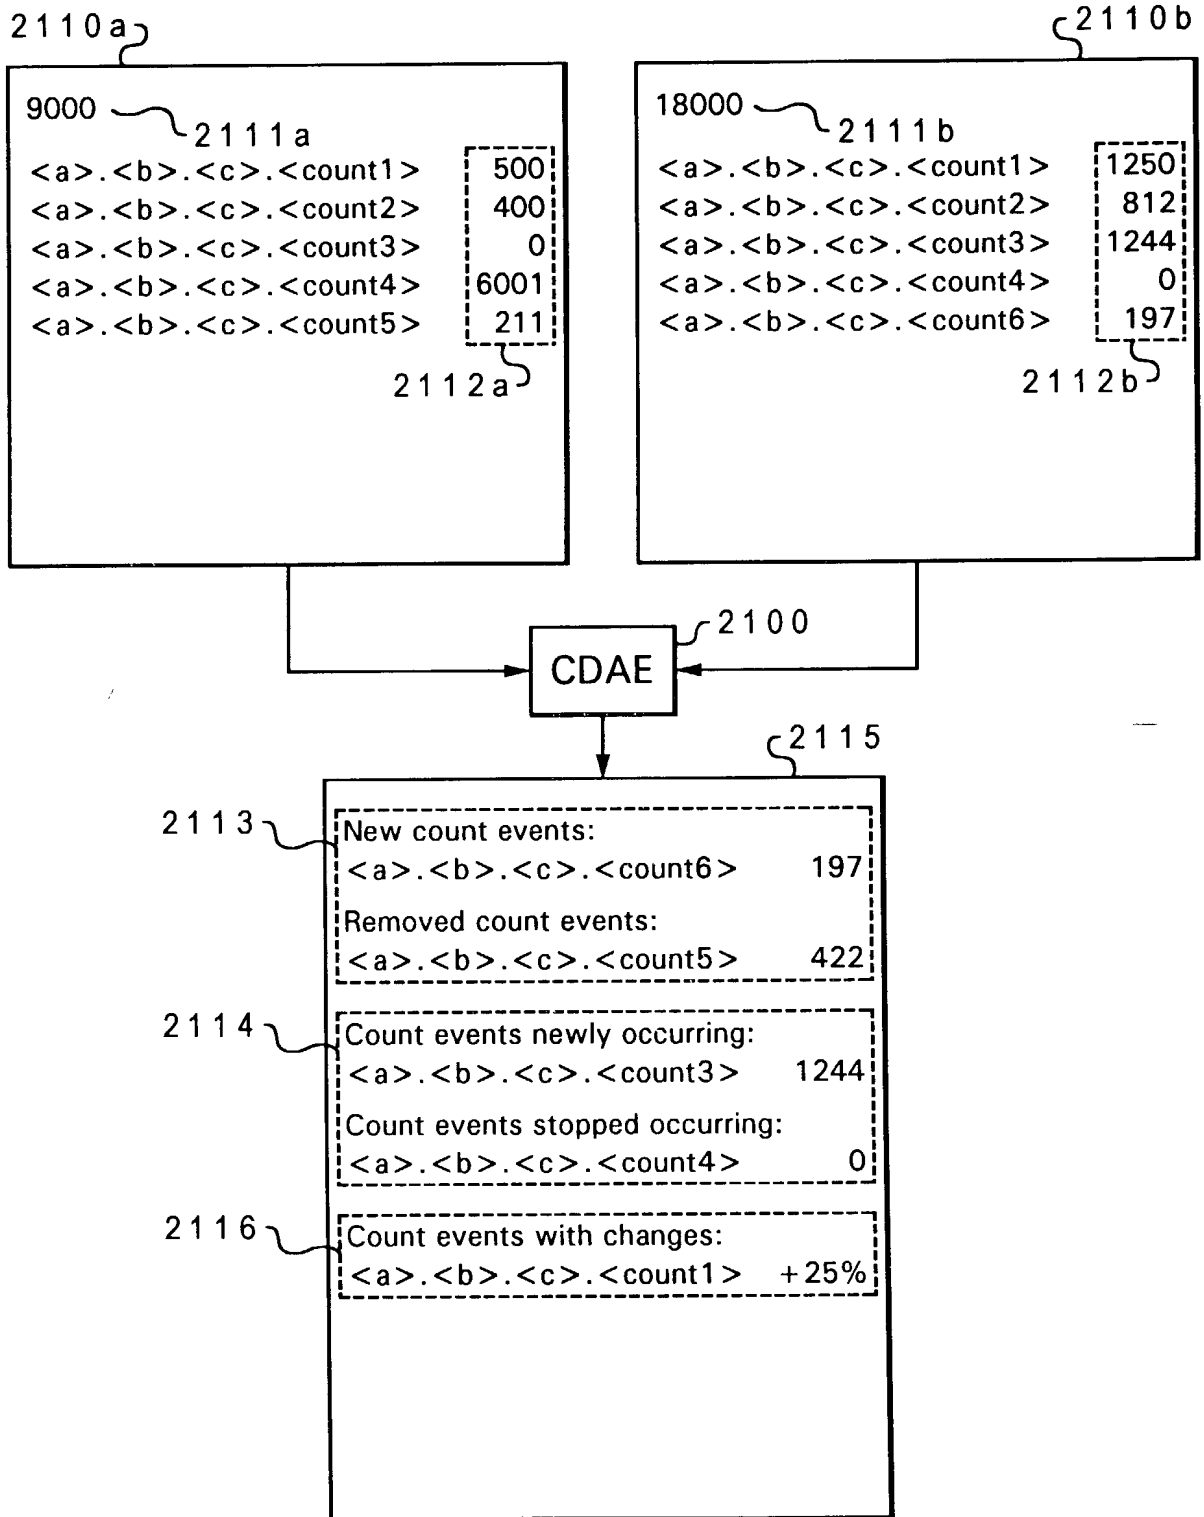 2110a
9000
2111a
<a>.<b>.<c>.<count1> 500
<a>.<b>.<c>.<count2> 400
<a>.<b>.<c>.<count3> 0
<a>.<b>.<c>.<count4> 6001
<a>.<b>.<c>.<count5> 211
2112a
2110b
18000
2111b
<a>.<b>.<c>.<count1> 1250
<a>.<b>.<c>.<count2> 812
<a>.<b>.<c>.<count3> 1244
<a>.<b>.<c>.<count4> 0
<a>.<b>.<c>.<count6> 197
2112b
2100
CDAE
2115
2113
New count events:
<a>.<b>.<c>.<count6> 197
Removed count events:
<a>.<b>.<c>.<count5> 422
2114
Count events newly occurring:
<a>.<b>.<c>.<count3> 1244
Count events stopped occurring:
<a>.<b>.<c>.<count4> 0
2116
Count events with changes:
<a>.<b>.<c>.<count1> +25%